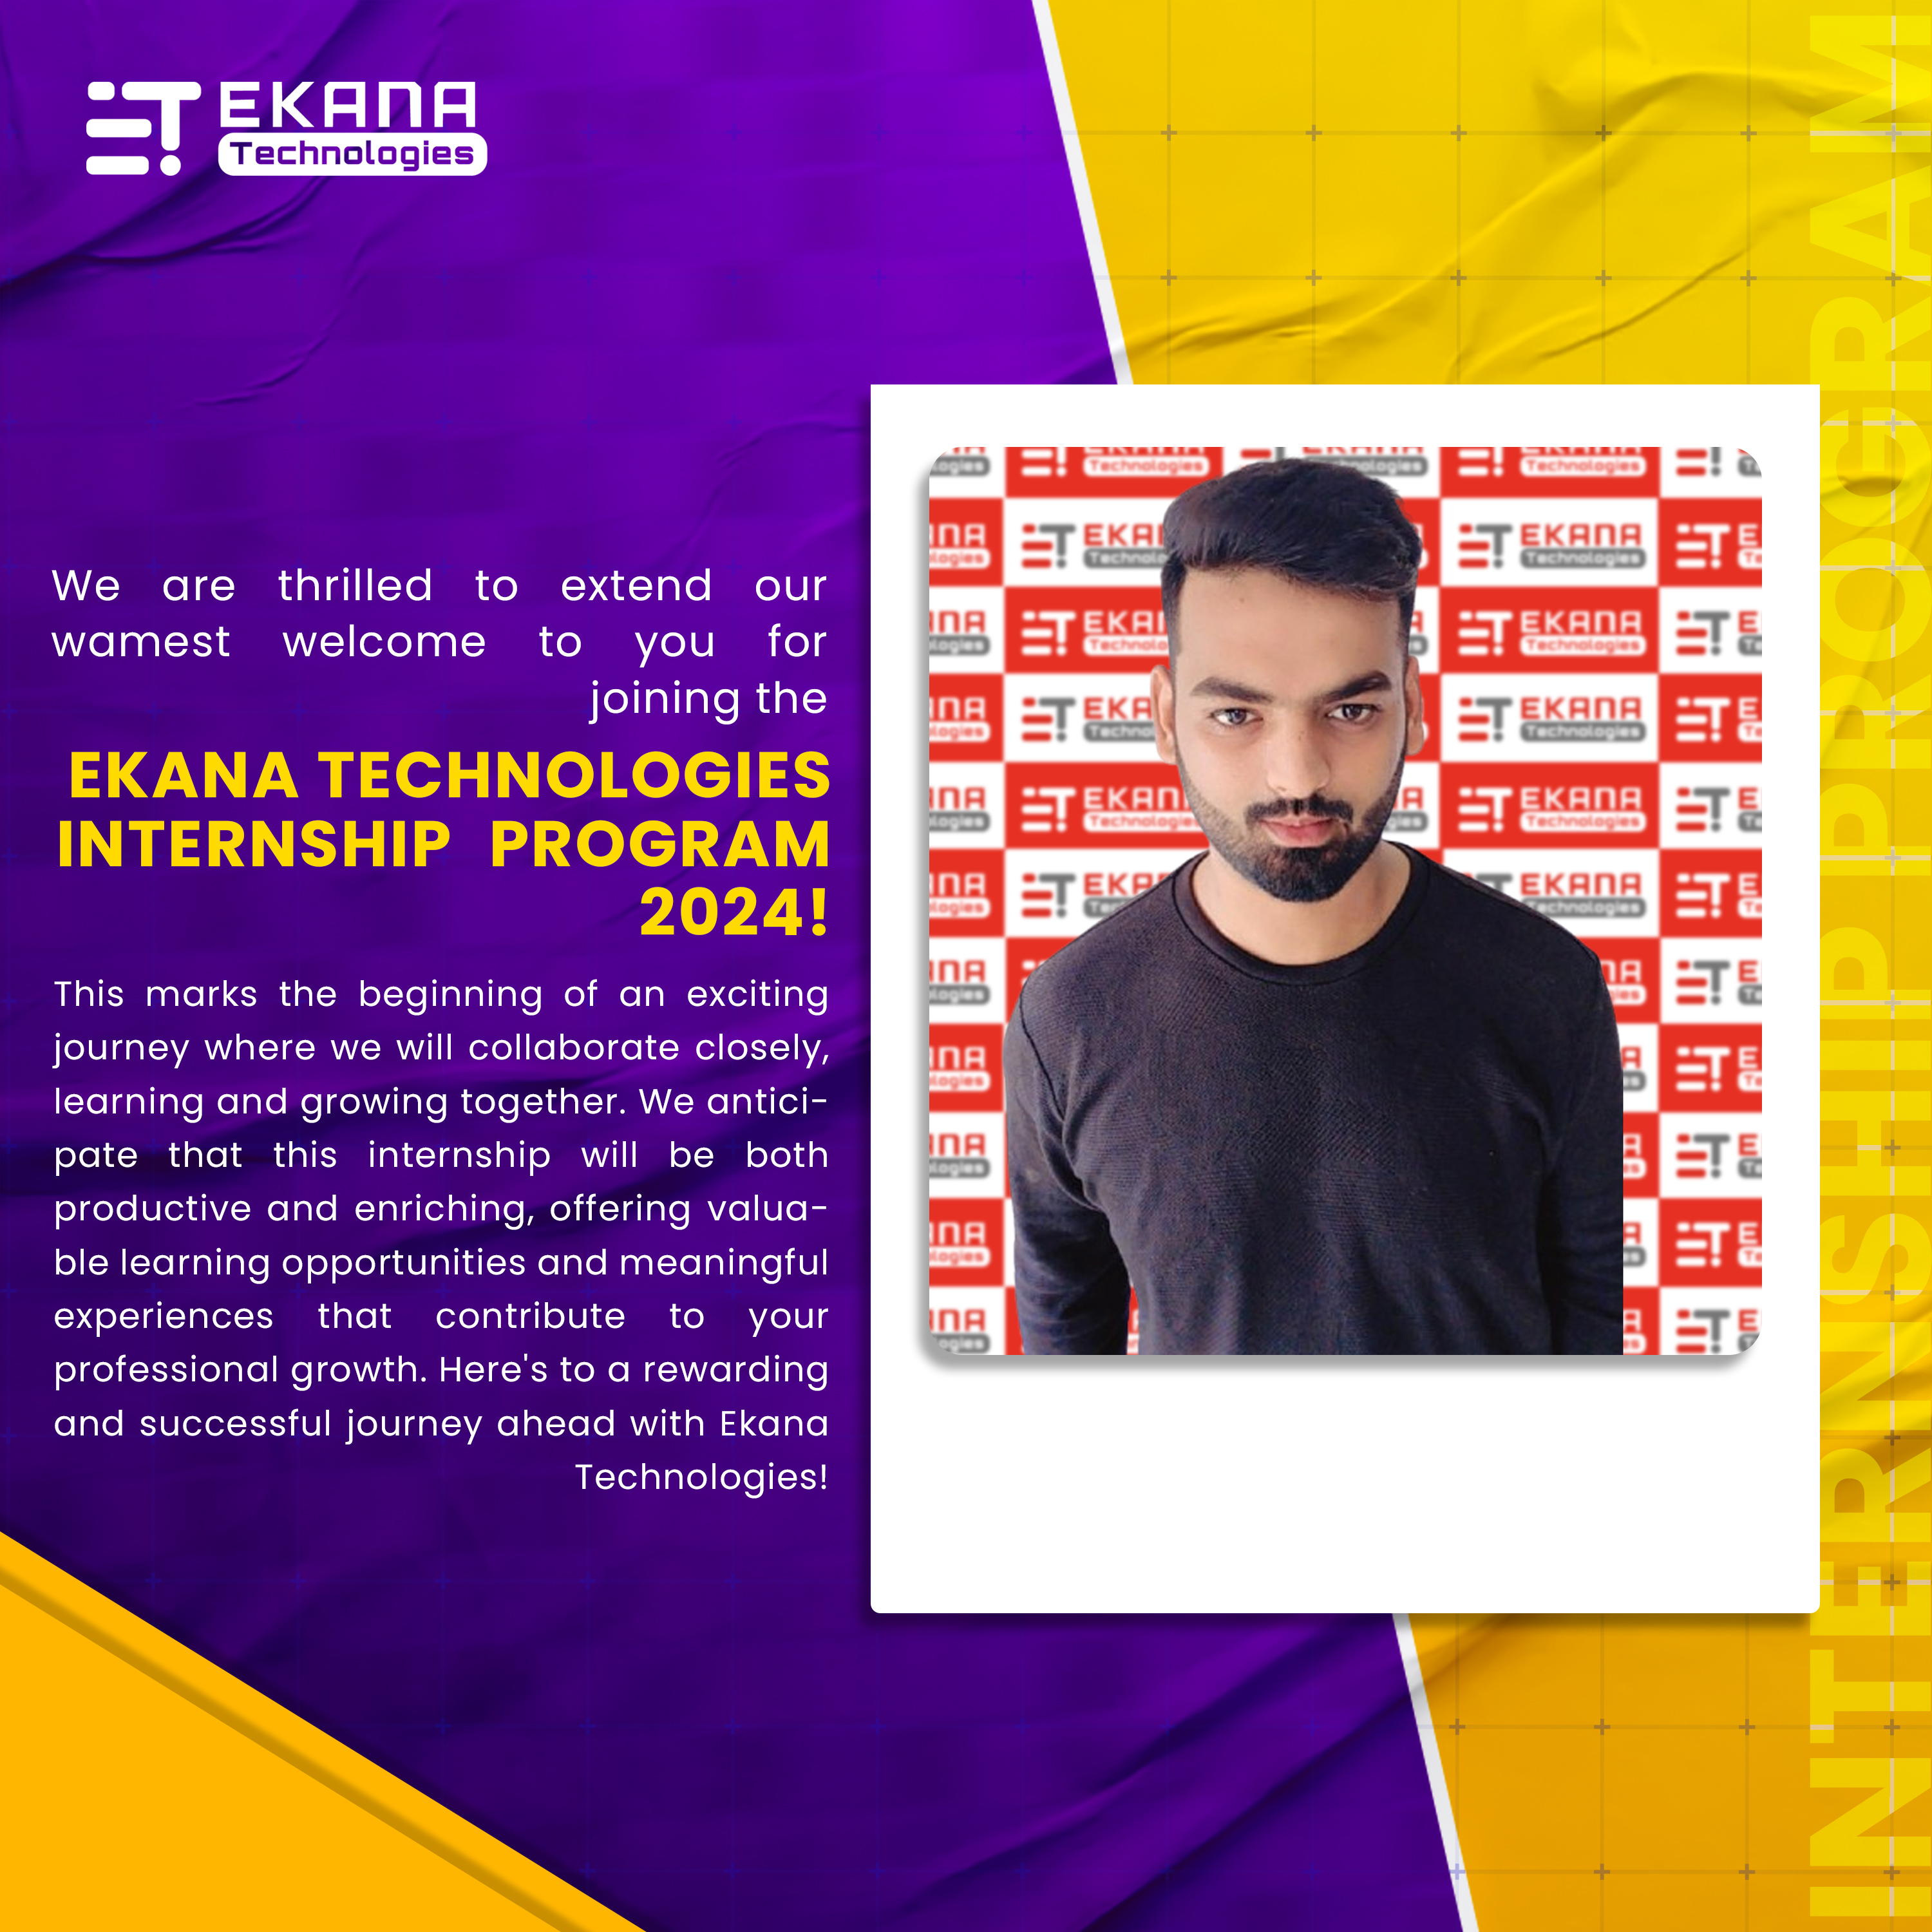 EKANA
Technologies
We are thrilled to extend our
wamest welcome to you for
joining the
EKANA TECHNOLOGIES
INTERNSHIP PROGRAM
2024!
This marks the beginning of an exciting
journey where we will collaborate closely,
learning and growing together. We antici-
pate that this internship will be both
productive and enriching, offering valua-
ble learning opportunities and meaningful
experiences that contribute to your
professional growth. Here's to a rewarding
and successful journey ahead with Ekana
Technologies!
EKANA
Technologies
INTERNSHIP PROGRAM